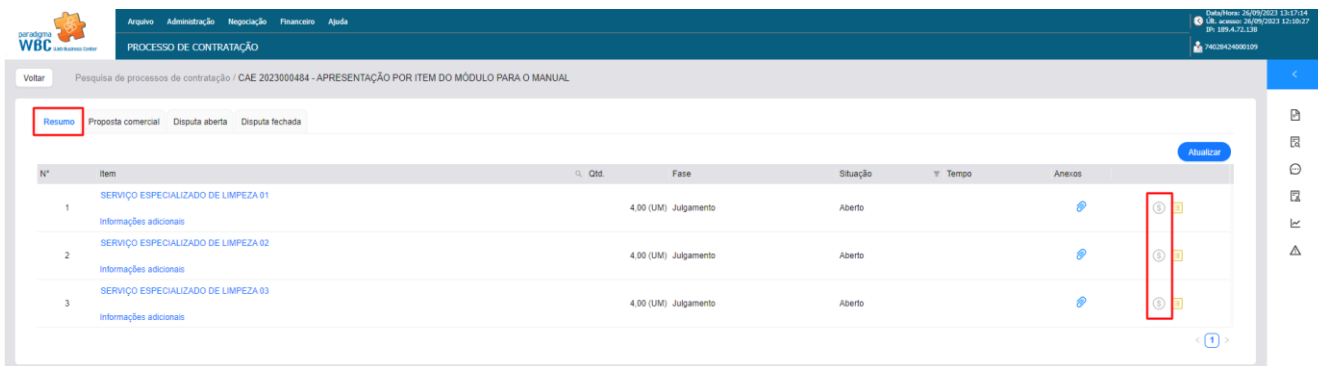 Arquivo Administração Negociação Financeiro Ajuda
Data/Hora: 26/09/2023 13:17:14
Últ. acesso: 26/09/2023 12:10:27
IP: 189.4.72.138
paradigma
WBC Web Business Center
PROCESSO DE CONTRATAÇÃO
74028424000109
Voltar Pesquisa de processos de contratação / CAE 2023000484 - APRESENTAÇÃO POR ITEM DO MÓDULO PARA O MANUAL
Resumo Proposta comercial Disputa aberta Disputa fechada
Atualizar
N° Item Qtd. Fase Situação Tempo Anexos
SERVIÇO ESPECIALIZADO DE LIMPEZA 01
1 4,00 (UM) Julgamento Aberto
Informações adicionais
SERVIÇO ESPECIALIZADO DE LIMPEZA 02
2 4,00 (UM) Julgamento Aberto
Informações adicionais
SERVIÇO ESPECIALIZADO DE LIMPEZA 03
3 4,00 (UM) Julgamento Aberto
Informações adicionais
< 1 >